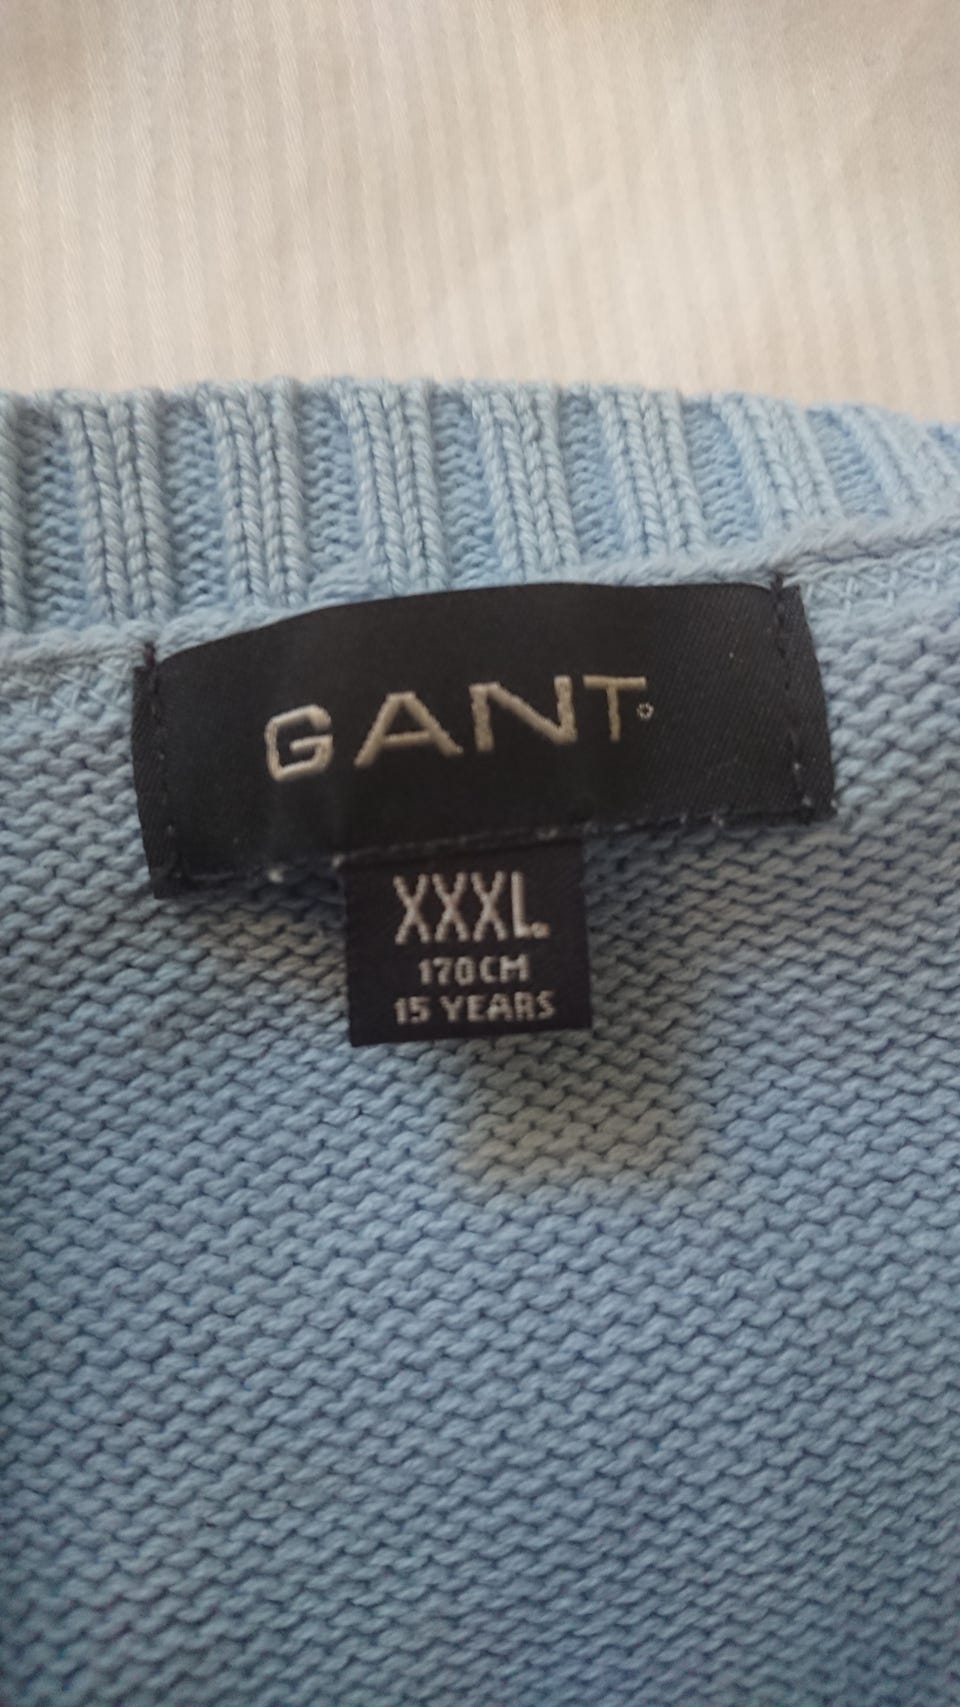 GANT
XXXL
170CM
15 YEARS